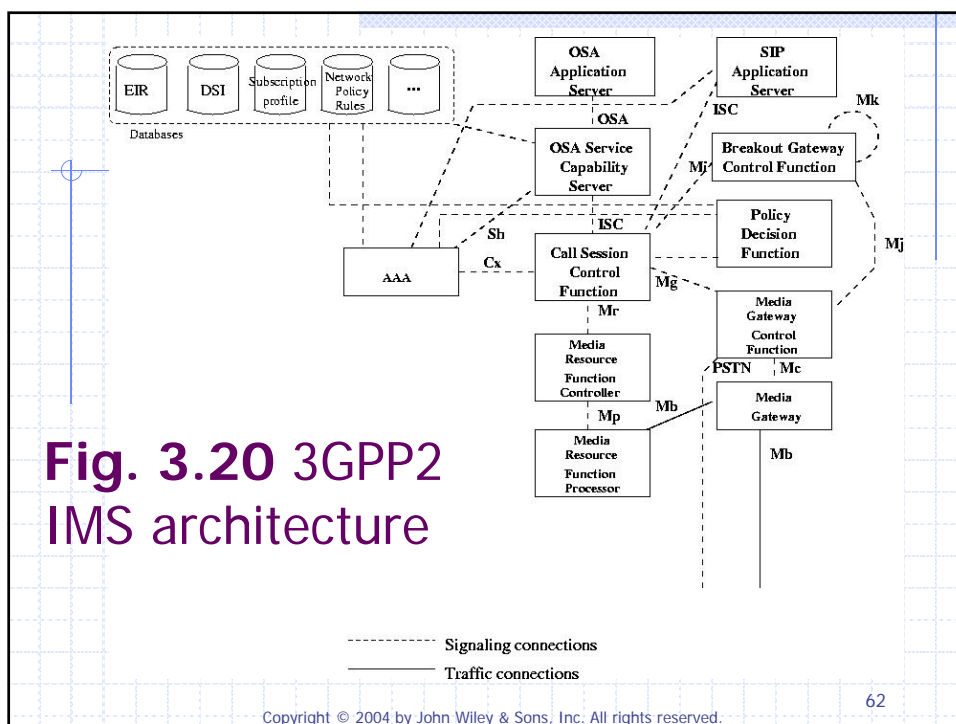 OSA
Application
Server
SIP
Application
Server
EIR
DSI
Subscription
profile
Network
Policy
Rules
...
Databases
OSA
ISC
Mk
OSA Service
Capability
Server
Breakout Gateway
Control Function
Mi
ISC
Policy
Decision
Function
Mj
Sh
Cx
AAA
Call Session
Control
Function
Mg
Mr
Media
Gateway
Control
Function
Media
Resource
Function
Controller
PSTN
Mc
Mp
Mb
Media
Gateway
Media
Resource
Function
Processor
Mb
Fig. 3.20 3GPP2
IMS architecture
Signaling connections
Traffic connections
62
Copyright © 2004 by John Wiley & Sons, Inc. All rights reserved.